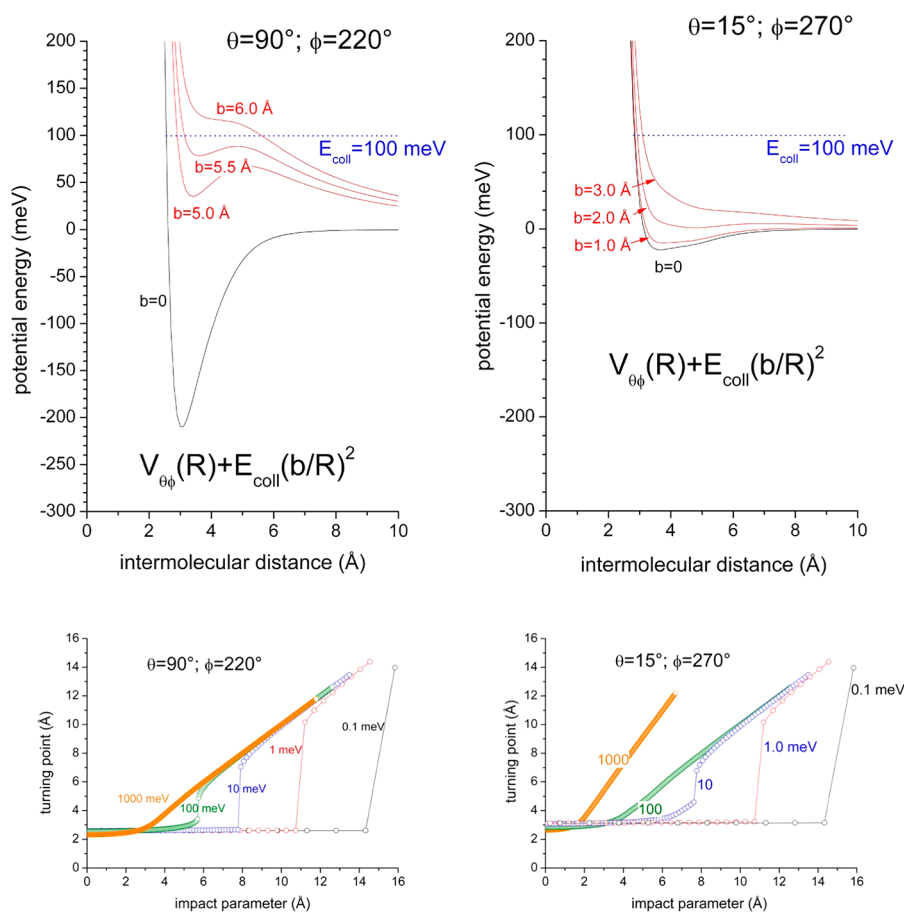 θ=90°; ϕ=220°
200
150
100
50
0
-50
-100
-150
-200
-250
-300
potential energy (meV)
b=6.0 Å
E_coll=100 meV
b=5.5 Å
b=5.0 Å
b=0
V_θϕ(R)+E_coll(b/R)²
0 2 4 6 8 10
intermolecular distance (Å)
θ=15°; ϕ=270°
200
150
100
50
0
-50
-100
-150
-200
-250
-300
potential energy (meV)
E_coll=100 meV
b=3.0 Å
b=2.0 Å
b=1.0 Å
b=0
V_θϕ(R)+E_coll(b/R)²
0 2 4 6 8 10
intermolecular distance (Å)
16
14
12
10
8
6
4
2
0
turning point (Å)
θ=90°; ϕ=220°
0.1 meV
1 meV
10 meV
100 meV
1000 meV
0 2 4 6 8 10 12 14 16
impact parameter (Å)
16
14
12
10
8
6
4
2
0
turning point (Å)
θ=15°; ϕ=270°
0.1 meV
1.0 meV
1000
10
100
0 2 4 6 8 10 12 14 16
impact parameter (Å)